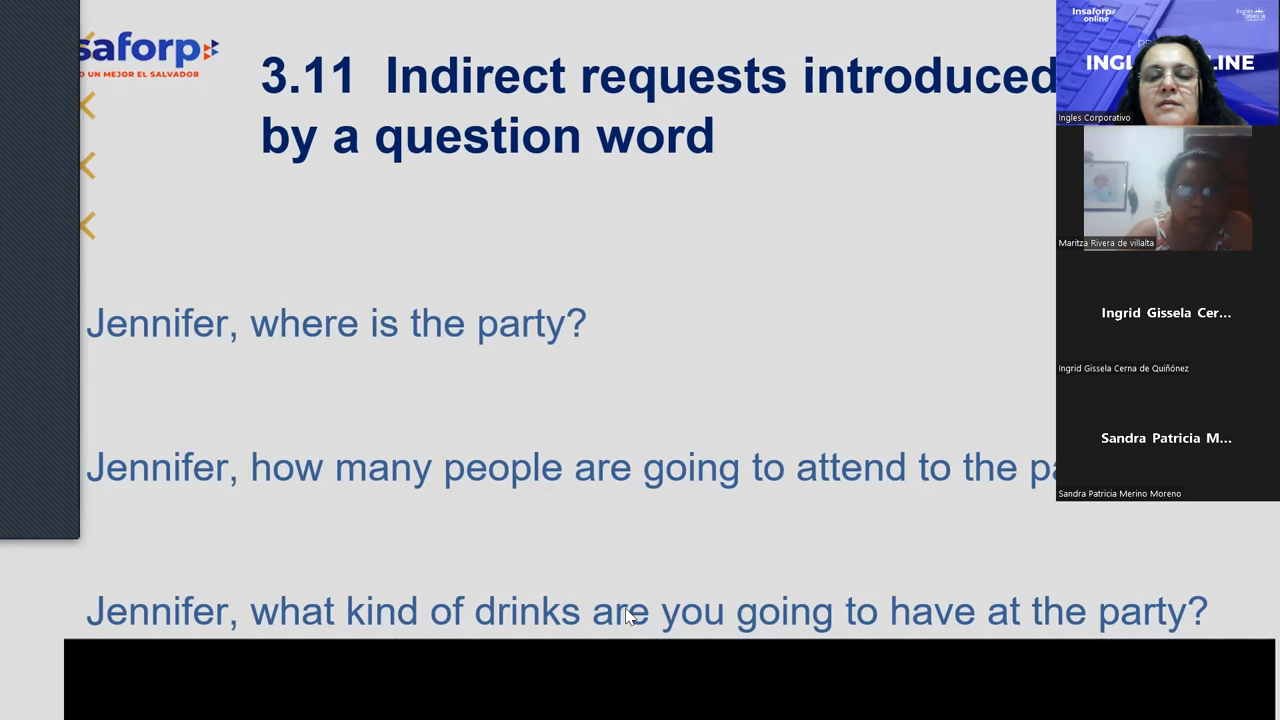 saforp
O UN MEJOR EL SALVADOR
3.11 Indirect requests introduced
by a question word
Jennifer, where is the party?
Jennifer, how many people are going to attend to the pa
Jennifer, what kind of drinks are you going to have at the party?
Insaforp
online
INGL
LINE
Ingles Corporativo
Maritza Rivera de villalta
Ingrid Gissela Cer...
Ingrid Gissela Cerna de Quiñónez
Sandra Patricia M...
Sandra Patricia Merino Moreno